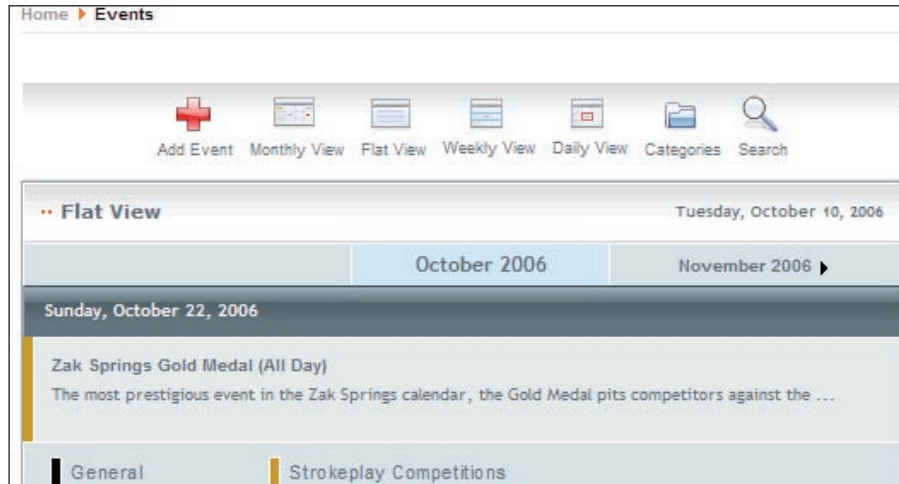 Home Events
Add Event Monthly View Flat View Weekly View Daily View Categories Search
Flat View Tuesday, October 10, 2006
October 2006 November 2006
Sunday, October 22, 2006
Zak Springs Gold Medal (All Day)
The most prestigious event in the Zak Springs calendar, the Gold Medal pits competitors against the ...
General Strokeplay Competitions